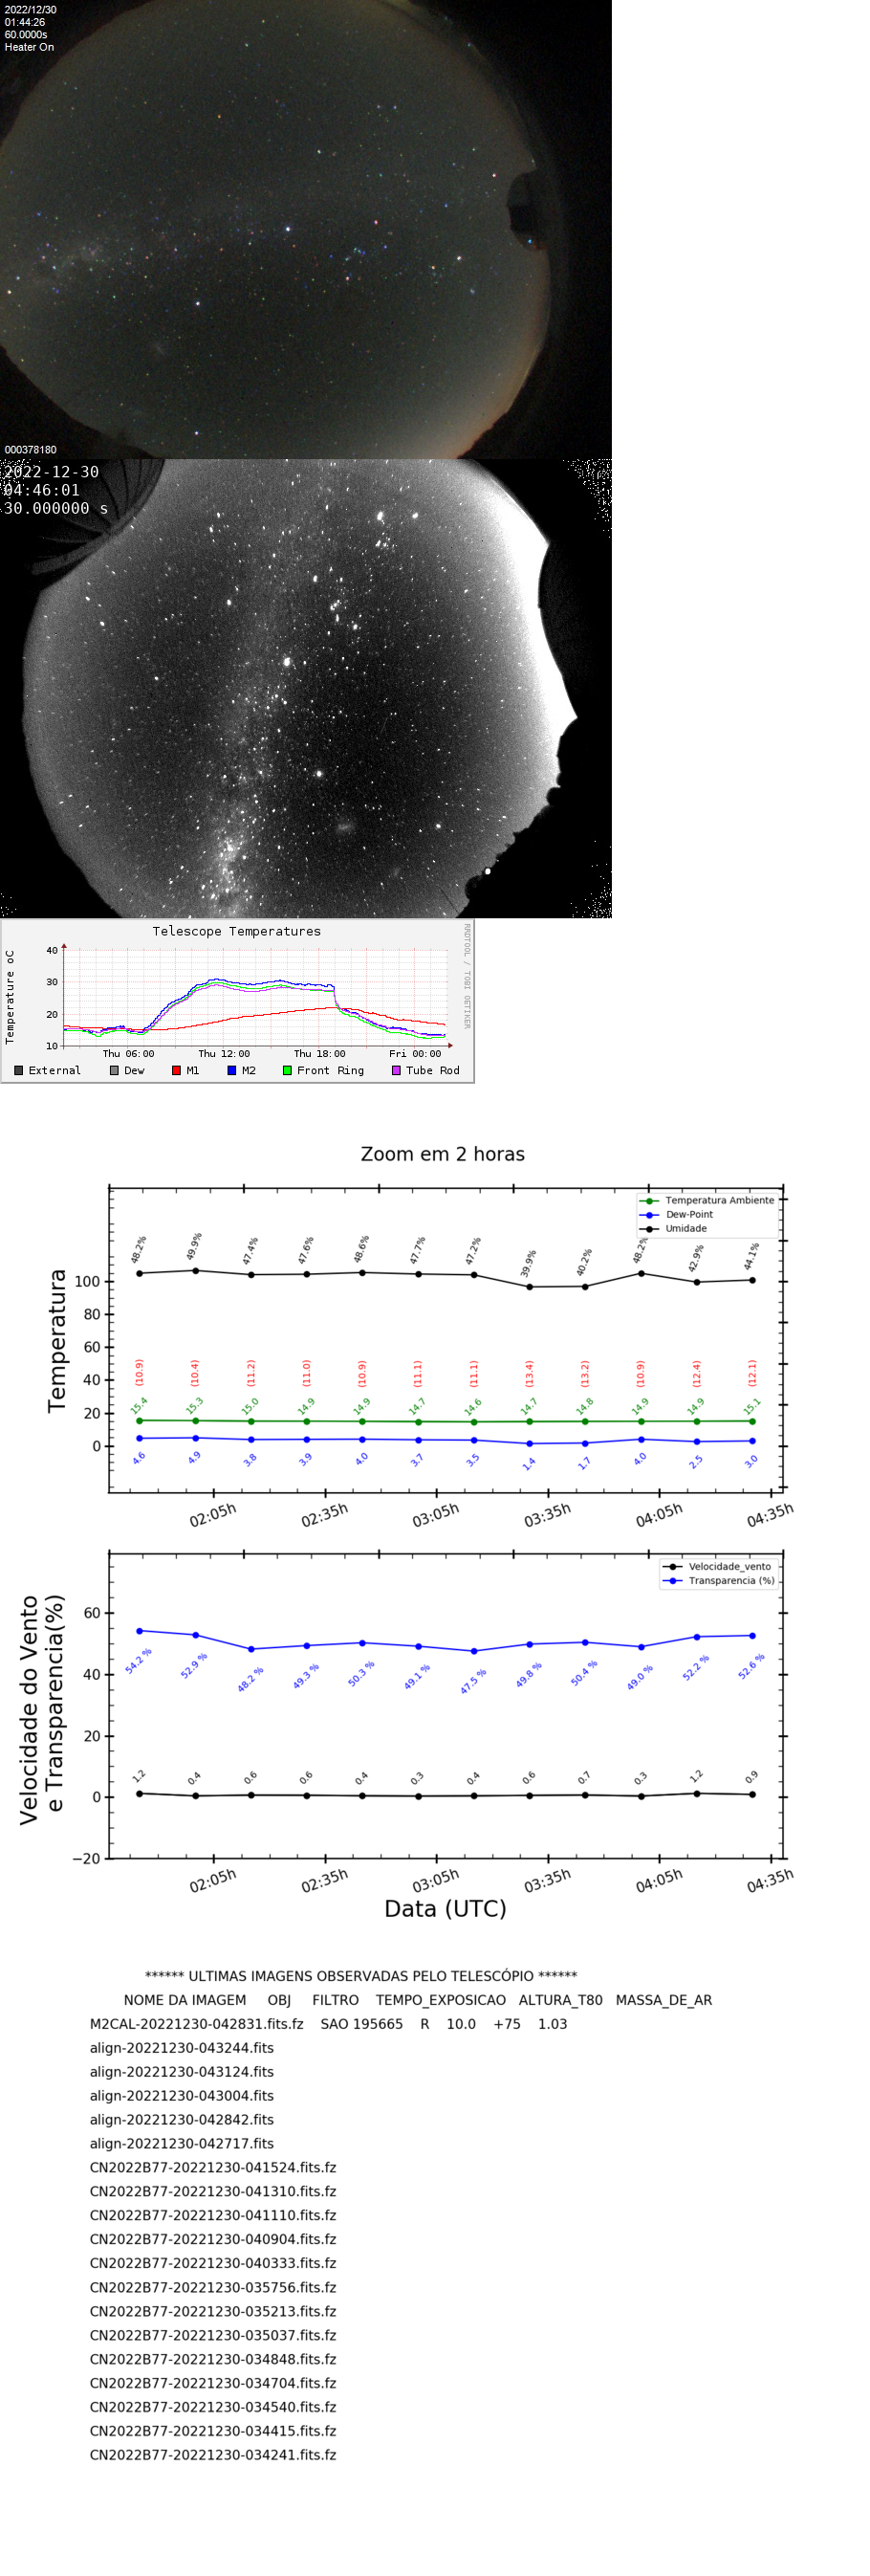 2022/12/30
01:44:26
60.0000s
Heater On
000378180
2022-12-30
04:46:01
30.000000 s
Telescope Temperatures
RRDTOOL / TOBI OETIKER
Temperature oC
40
30
20
10
Thu 06:00 Thu 12:00 Thu 18:00 Fri 00:00
External Dew M1 M2 Front Ring Tube Rod
Zoom em 2 horas
Temperatura Ambiente
Dew-Point
Umidade
Temperatura
100
80
60
40
20
0
48.2% 49.9% 47.4% 47.6% 48.6% 47.7% 47.2% 39.9% 40.2% 48.2% 42.9% 44.1%
(10.9) (10.4) (11.2) (11.0) (10.9) (11.1) (11.1) (13.4) (13.2) (10.9) (12.4) (12.1)
15.4 15.3 15.0 14.9 14.9 14.7 14.6 14.7 14.8 14.9 14.9 15.1
4.6 4.9 3.8 3.9 4.0 3.7 3.5 1.4 1.7 4.0 2.5 3.0
02:05h 02:35h 03:05h 03:35h 04:05h 04:35h
Velocidade_vento
Transparencia (%)
Velocidade do Vento
e Transparencia(%)
60
40
20
0
−20
54.2 % 52.9 % 48.2 % 49.3 % 50.3 % 49.1 % 47.5 % 49.8 % 50.4 % 49.0 % 52.2 % 52.6 %
1.2 0.4 0.6 0.6 0.4 0.3 0.4 0.6 0.7 0.3 1.2 0.9
02:05h 02:35h 03:05h 03:35h 04:05h 04:35h
Data (UTC)
****** ULTIMAS IMAGENS OBSERVADAS PELO TELESCÓPIO ******
NOME DA IMAGEM OBJ FILTRO TEMPO_EXPOSICAO ALTURA_T80 MASSA_DE_AR
M2CAL-20221230-042831.fits.fz SAO 195665 R 10.0 +75 1.03
align-20221230-043244.fits
align-20221230-043124.fits
align-20221230-043004.fits
align-20221230-042842.fits
align-20221230-042717.fits
CN2022B77-20221230-041524.fits.fz
CN2022B77-20221230-041310.fits.fz
CN2022B77-20221230-041110.fits.fz
CN2022B77-20221230-040904.fits.fz
CN2022B77-20221230-040333.fits.fz
CN2022B77-20221230-035756.fits.fz
CN2022B77-20221230-035213.fits.fz
CN2022B77-20221230-035037.fits.fz
CN2022B77-20221230-034848.fits.fz
CN2022B77-20221230-034704.fits.fz
CN2022B77-20221230-034540.fits.fz
CN2022B77-20221230-034415.fits.fz
CN2022B77-20221230-034241.fits.fz